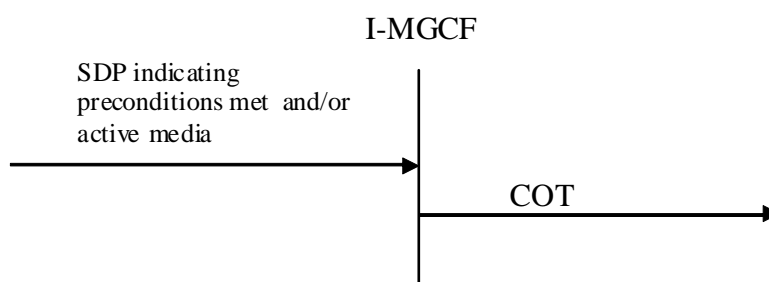 I-MGCF
SDP indicating
preconditions met and/or
active media
COT